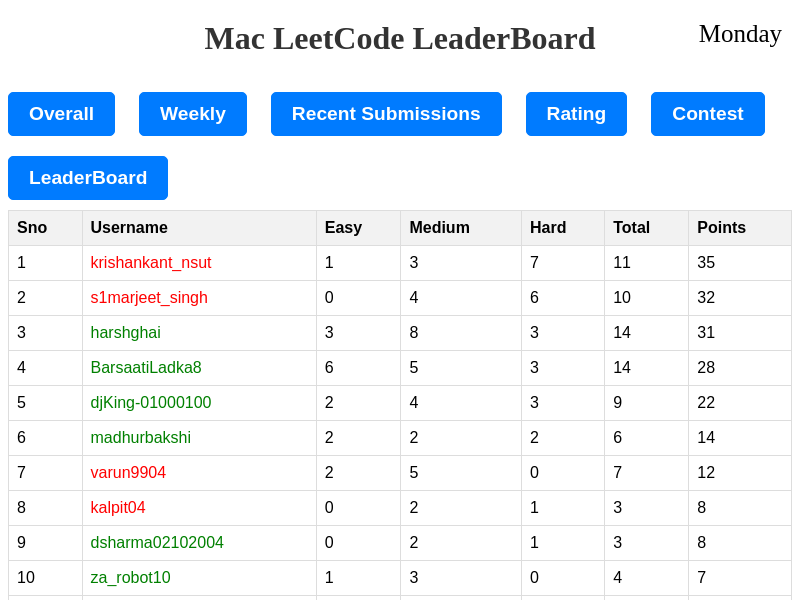 Mac LeetCode LeaderBoard
Monday
Overall Weekly Recent Submissions Rating Contest
LeaderBoard
Sno Username Easy Medium Hard Total Points
1 krishankant_nsut 1 3 7 11 35
2 s1marjeet_singh 0 4 6 10 32
3 harshghai 3 8 3 14 31
4 BarsaatiLadka8 6 5 3 14 28
5 djKing-01000100 2 4 3 9 22
6 madhurbakshi 2 2 2 6 14
7 varun9904 2 5 0 7 12
8 kalpit04 0 2 1 3 8
9 dsharma02102004 0 2 1 3 8
10 za_robot10 1 3 0 4 7